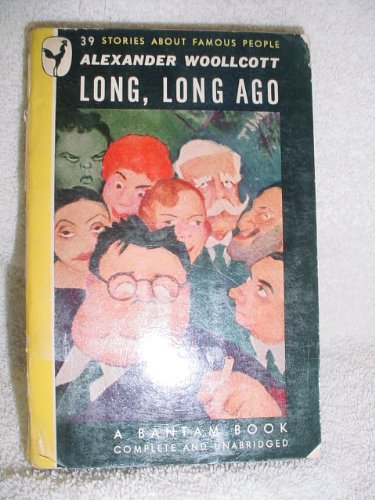 39 STORIES ABOUT FAMOUS PEOPLE
ALEXANDER WOOLLCOTT
LONG, LONG AGO
A BANTAM BOOK
COMPLETE AND UNABRIDGED